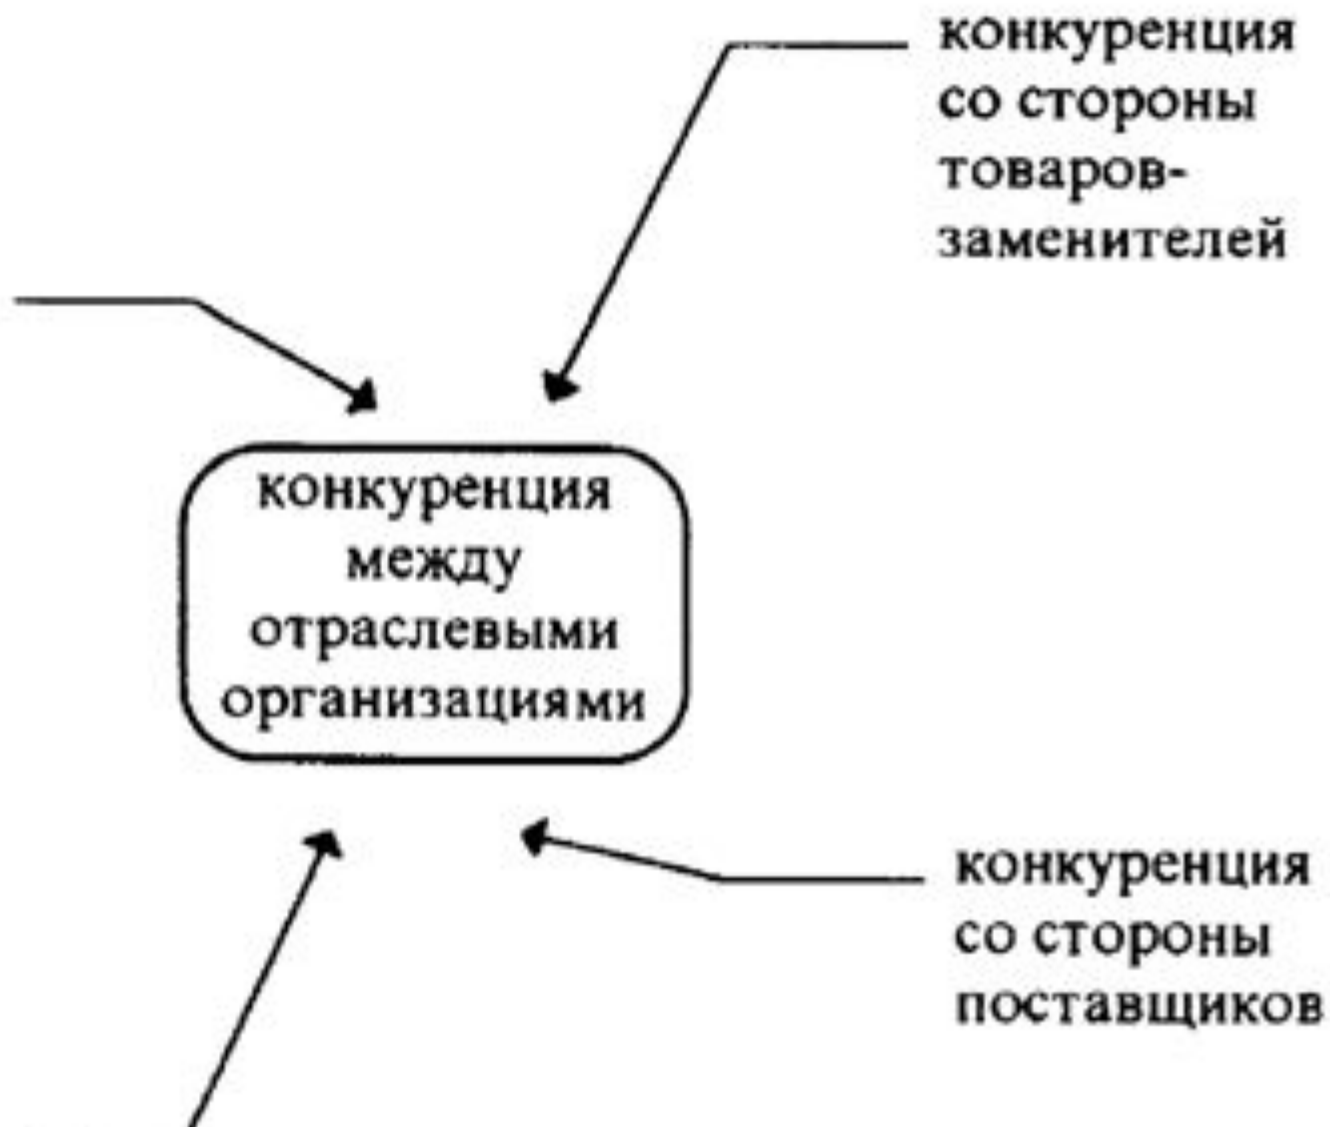 конкуренция
со стороны
товаров-
заменителей
конкуренция
между
отраслевыми
организациями
конкуренция
со стороны
поставщиков